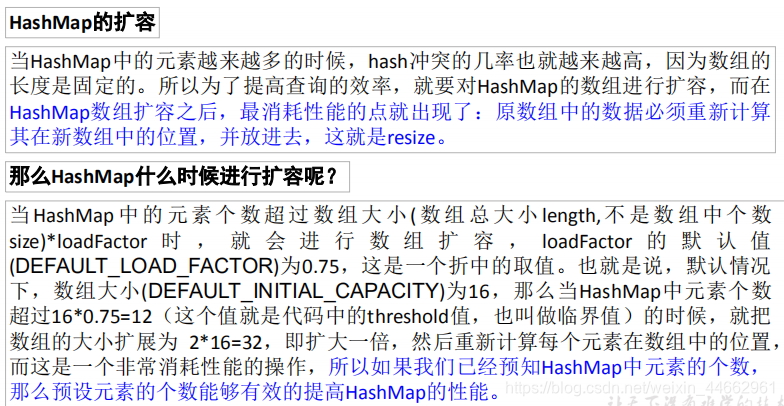 HashMap的扩容
当HashMap中的元素越来越多的时候，hash冲突的几率也就越来越高，因为数组的
长度是固定的。所以为了提高查询的效率，就要对HashMap的数组进行扩容，而在
HashMap数组扩容之后，最消耗性能的点就出现了：原数组中的数据必须重新计算
其在新数组中的位置，并放进去，这就是resize。
那么HashMap什么时候进行扩容呢？
当HashMap中的元素个数超过数组大小(数组总大小length,不是数组中个数
size)*loadFactor时，就会进行数组扩容，loadFactor的默认值
(DEFAULT_LOAD_FACTOR)为0.75，这是一个折中的取值。也就是说，默认情况
下，数组大小(DEFAULT_INITIAL_CAPACITY)为16，那么当HashMap中元素个数
超过16*0.75=12（这个值就是代码中的threshold值，也叫做临界值）的时候，就把
数组的大小扩展为 2*16=32，即扩大一倍，然后重新计算每个元素在数组中的位置，
而这是一个非常消耗性能的操作，所以如果我们已经预知HashMap中元素的个数，
那么预设元素的个数能够有效的提高HashMap的性能。
https://blog.csdn.net/weixin_44662961